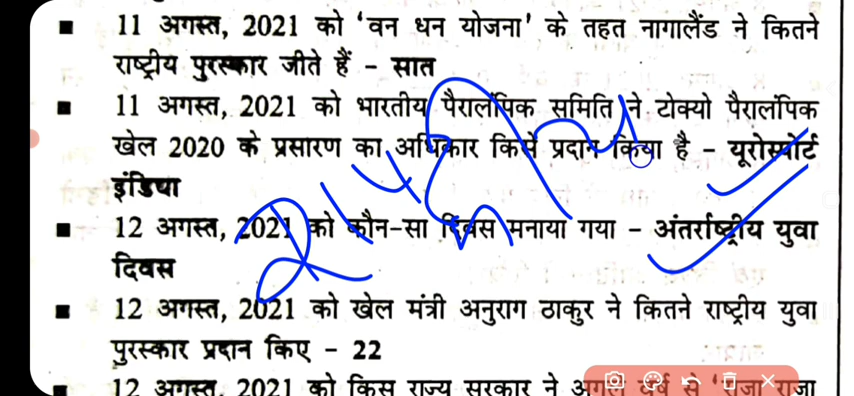 ▪ 11 अगस्त, 2021 को 'वन धन योजना' के तहत नागालैंड ने कितने
राष्ट्रीय पुरस्कार जीते हैं – सात
▪ 11 अगस्त, 2021 को भारतीय पैरालंपिक समिति ने टोक्यो पैरालंपिक
खेल 2020 के प्रसारण का अधिकार किसे प्रदान किया है – यूरोस्पोर्ट
इंडिया
▪ 12 अगस्त, 2021 को कौन-सा दिवस मनाया गया – अंतर्राष्ट्रीय युवा
दिवस
▪ 12 अगस्त, 2021 को खेल मंत्री अनुराग ठाकुर ने कितने राष्ट्रीय युवा
पुरस्कार प्रदान किए – 22
▪ 12 अगस्त, 2021 को किस राज्य सरकार ने अगले वर्ष से 'राजा राजा